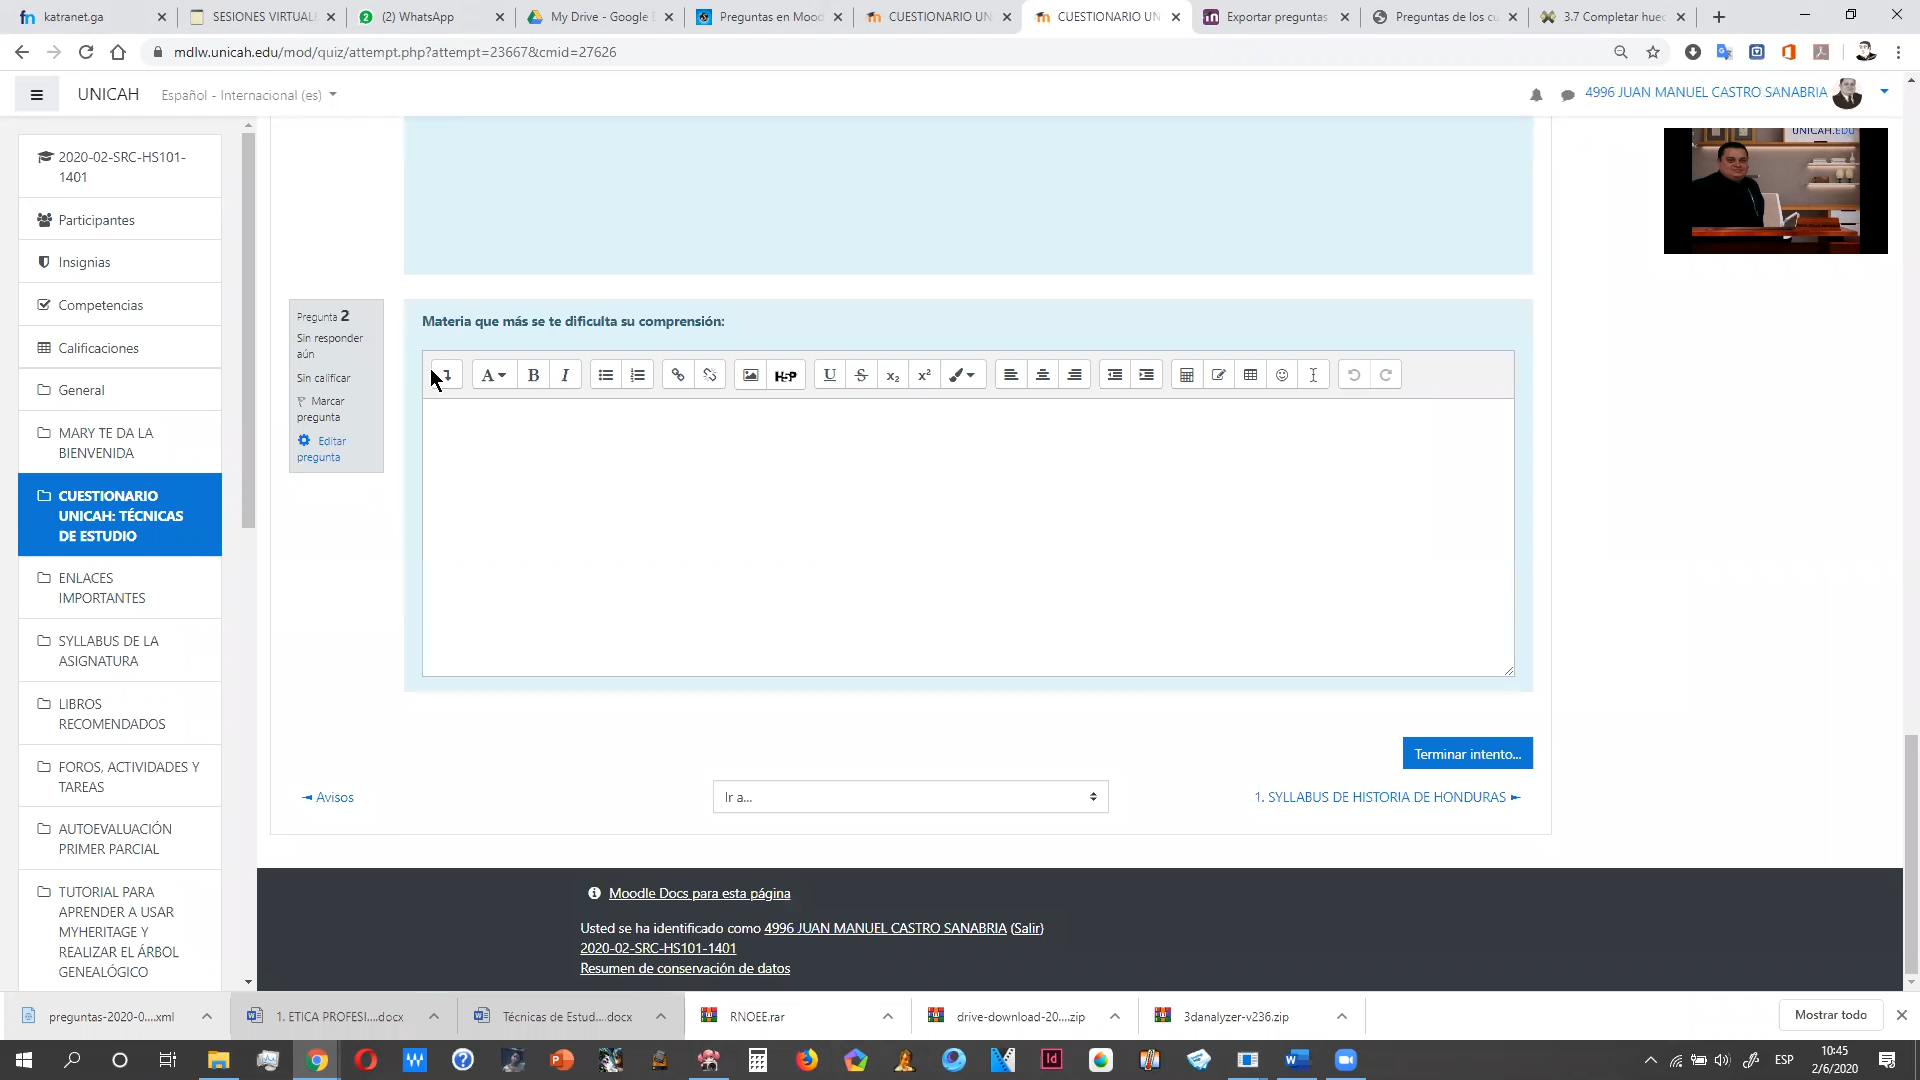 katranet.ga
SESIONES VIRTUAL
(2) WhatsApp
My Drive - Google
Preguntas en Mood
CUESTIONARIO UN
CUESTIONARIO UN
Exportar preguntas
Preguntas de los cu
3.7 Completar huec
mdlw.unicah.edu/mod/quiz/attempt.php?attempt=23667&cmid=27626
UNICAH
Español - Internacional (es)
4996 JUAN MANUEL CASTRO SANABRIA
UNICAH.EDU
2020-02-SRC-HS101-
1401
Participantes
Insignias
Competencias
Calificaciones
General
MARY TE DA LA
BIENVENIDA
CUESTIONARIO
UNICAH: TÉCNICAS
DE ESTUDIO
ENLACES
IMPORTANTES
SYLLABUS DE LA
ASIGNATURA
LIBROS
RECOMENDADOS
FOROS, ACTIVIDADES Y
TAREAS
AUTOEVALUACIÓN
PRIMER PARCIAL
TUTORIAL PARA
APRENDER A USAR
MYHERITAGE Y
REALIZAR EL ÁRBOL
GENEALÓGICO
Pregunta 2
Sin responder
aún
Sin calificar
Marcar
pregunta
Editar
pregunta
Materia que más se te dificulta su comprensión:
A B I H-P U S x₂ x²
Terminar intento...
◄ Avisos
Ir a...
1. SYLLABUS DE HISTORIA DE HONDURAS ►
Moodle Docs para esta página
Usted se ha identificado como 4996 JUAN MANUEL CASTRO SANABRIA (Salir)
2020-02-SRC-HS101-1401
Resumen de conservación de datos
preguntas-2020-0....xml
1. ETICA PROFESI....docx
Técnicas de Estud....docx
RNOEE.rar
drive-download-20....zip
3danalyzer-v236.zip
Mostrar todo
ESP
10:45
2/6/2020